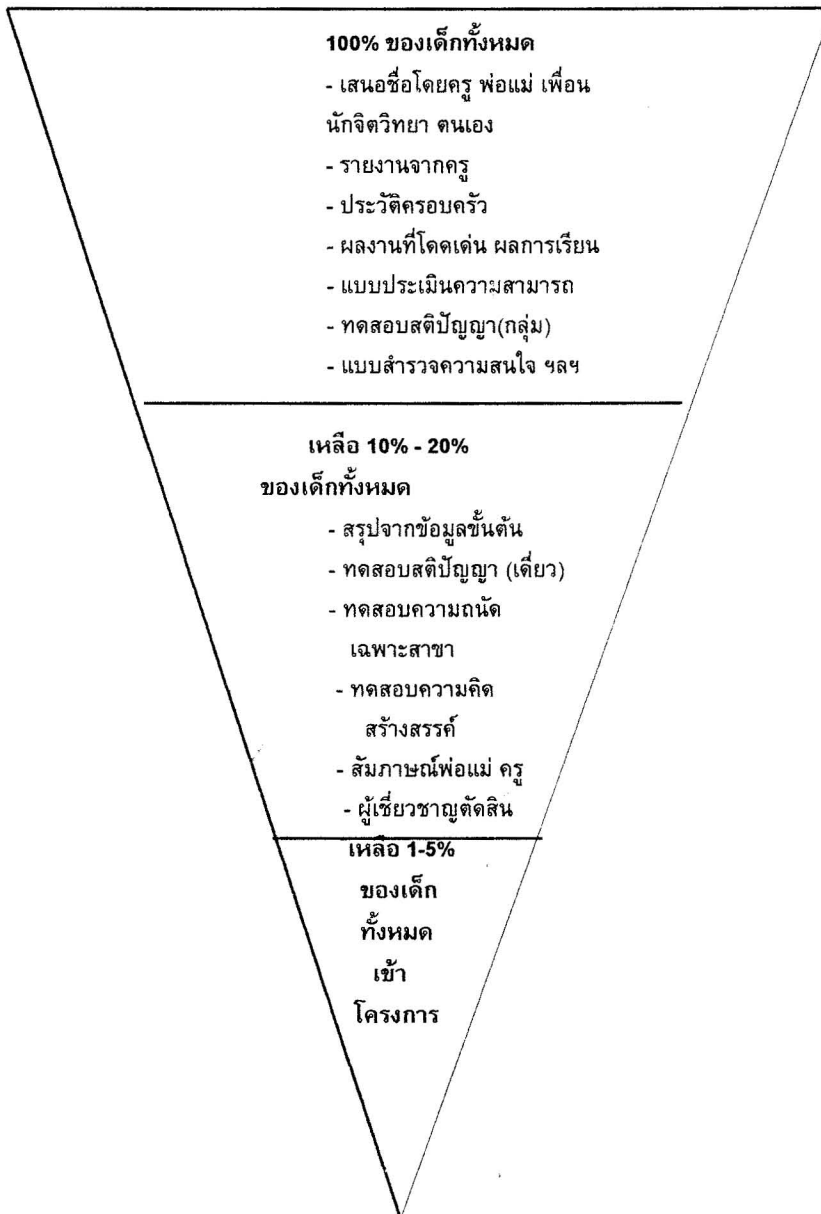 100% ของเด็กทั้งหมด
- เสนอชื่อโดยครู พ่อแม่ เพื่อน
นักจิตวิทยา ตนเอง
- รายงานจากครู
- ประวัติครอบครัว
- ผลงานที่โดดเด่น ผลการเรียน
- แบบประเมินความสามารถ
- ทดสอบสติปัญญา(กลุ่ม)
- แบบสำรวจความสนใจ ฯลฯ
เหลือ 10% - 20%
ของเด็กทั้งหมด
- สรุปจากข้อมูลขั้นต้น
- ทดสอบสติปัญญา (เดี่ยว)
- ทดสอบความถนัด
เฉพาะสาขา
- ทดสอบความคิด
สร้างสรรค์
- สัมภาษณ์พ่อแม่ ครู
- ผู้เชี่ยวชาญตัดสิน
เหลือ 1-5%
ของเด็ก
ทั้งหมด
เข้า
โครงการ